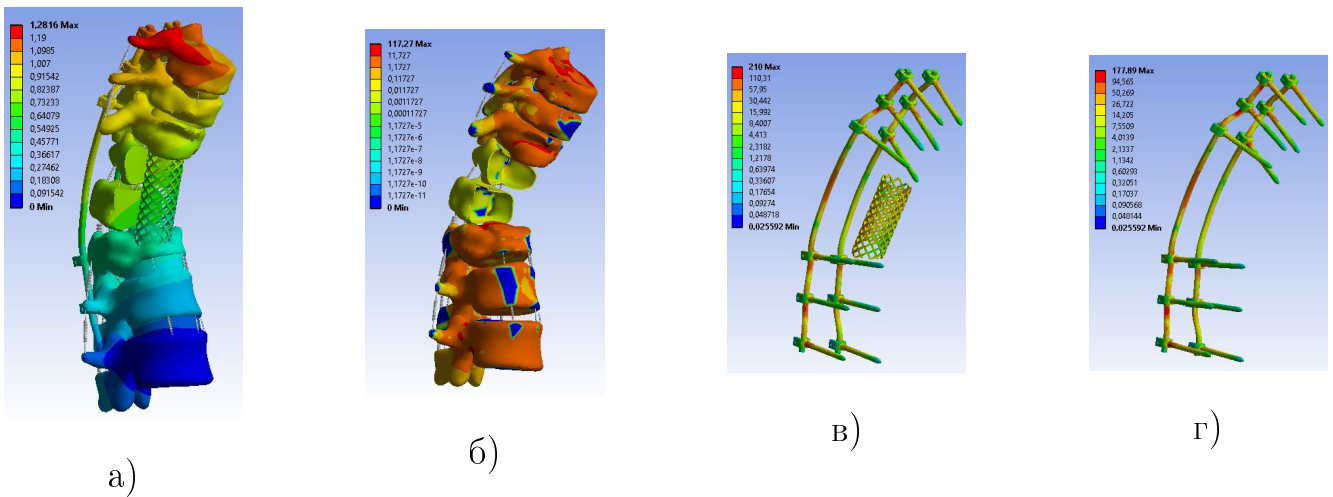 1,2816 Max
1,19
1,0985
1,007
0,91542
0,82387
0,73233
0,64079
0,54925
0,45771
0,36617
0,27462
0,18308
0,091542
0 Min
а)
117,27 Max
11,727
1,1727
0,11727
0,011727
0,0011727
0,00011727
1,1727e-5
1,1727e-6
1,1727e-7
1,1727e-8
1,1727e-9
1,1727e-10
1,1727e-11
0 Min
б)
210 Max
110,31
57,95
30,442
15,992
8,4007
4,413
2,3182
1,2178
0,63974
0,33607
0,17654
0,09274
0,048718
0,025592 Min
в)
177,89 Max
94,565
50,269
26,722
14,205
7,5509
4,0139
2,1337
1,1342
0,60293
0,32051
0,17037
0,090568
0,048144
0,025592 Min
г)